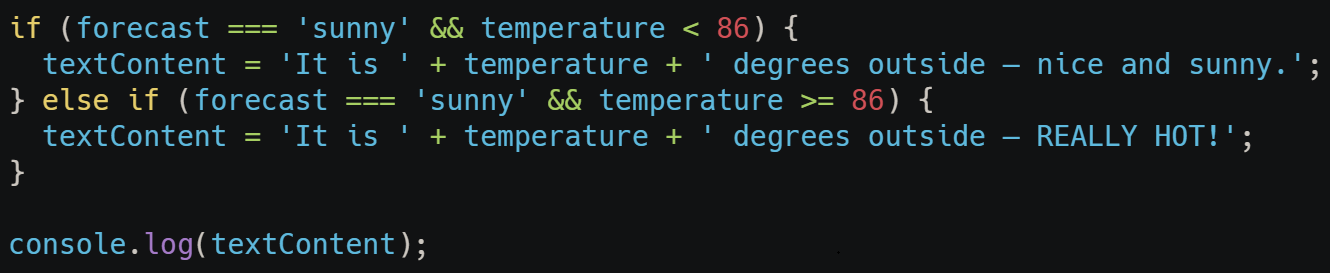 if (forecast === 'sunny' && temperature < 86) {
  textContent = 'It is ' + temperature + ' degrees outside — nice and sunny.';
} else if (forecast === 'sunny' && temperature >= 86) {
  textContent = 'It is ' + temperature + ' degrees outside — REALLY HOT!';
}

console.log(textContent);